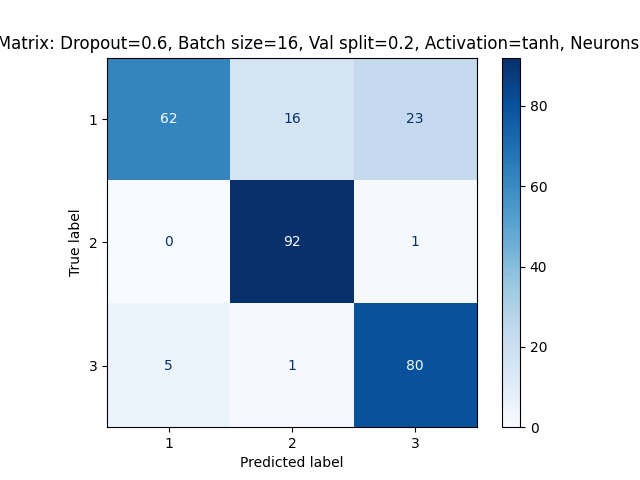 Matrix: Dropout=0.6, Batch size=16, Val split=0.2, Activation=tanh, Neurons
1 62 16 23
2 0 92 1
3 5 1 80
1 2 3
Predicted label
True label
80
60
40
20
0